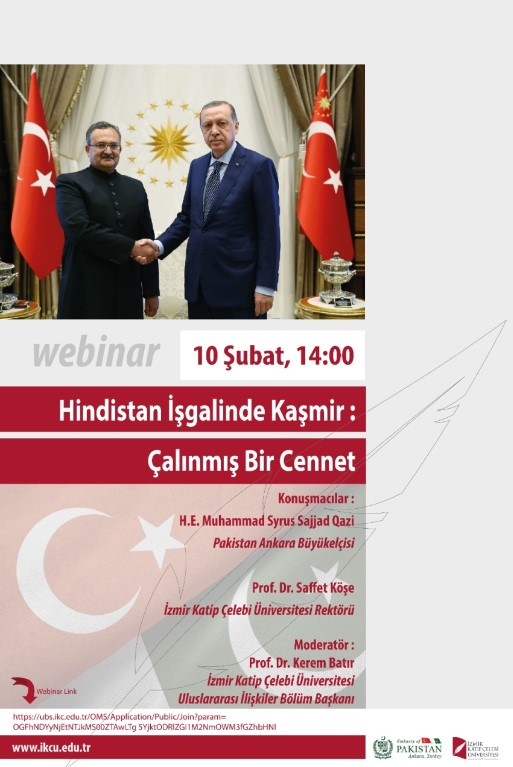 webinar
10 Şubat, 14:00
Hindistan İşgalinde Kaşmir :
Çalınmış Bir Cennet
Konuşmacılar :
H.E. Muhammad Syrus Sajjad Qazi
Pakistan Ankara Büyükelçisi
Prof. Dr. Saffet Köşe
İzmir Katip Çelebi Üniversitesi Rektörü
Moderatör :
Prof. Dr. Kerem Batır
İzmir Katip Çelebi Üniversitesi
Uluslararası İlişkiler Bölüm Başkanı
Webinar Link
https://ubs.ikc.edu.tr/OMS/Application/Public/Join?param=
OGFhNDYyNjEtNTJkMS00ZTAwLTg 5YjktODRlZGI1M2NmOWM3fGZhbHNl
www.ikcu.edu.tr
Embassy of
PAKISTAN
Ankara, Turkey
İZMİR
KATİP ÇELEBİ
ÜNİVERSİTESİ